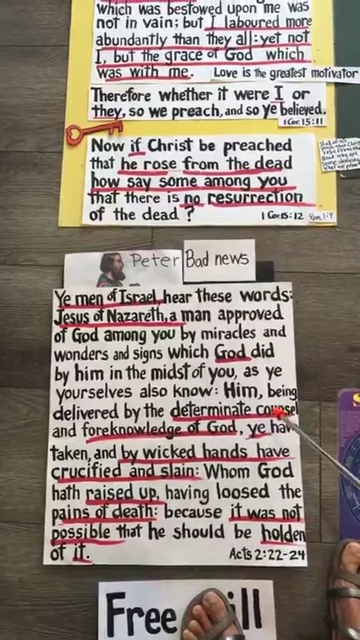 which was bestowed upon me was
not in vain; but I laboured more
abundantly than they all: yet not
I, but the grace of God which
was with me. Love is the greatest motivator
Therefore whether it were I or
they, so we preach, and so ye believed.
1 Cor 15:11
Now if Christ be preached
that he rose from the dead
how say some among you
that there is no resurrection
of the dead? 1 Cor 15:12 Rom 1:4
Peter Bad news
Ye men of Israel, hear these words:
Jesus of Nazareth, a man approved
of God among you by miracles and
wonders and signs which God did
by him in the midst of you, as ye
yourselves also know: Him, being
delivered by the determinate counsel
and foreknowledge of God, ye hav
taken, and by wicked hands have
crucified and slain: Whom God
hath raised up, having loosed the
pains of death: because it was not
possible that he should be holden
of it. Acts 2:22-24
Free ill